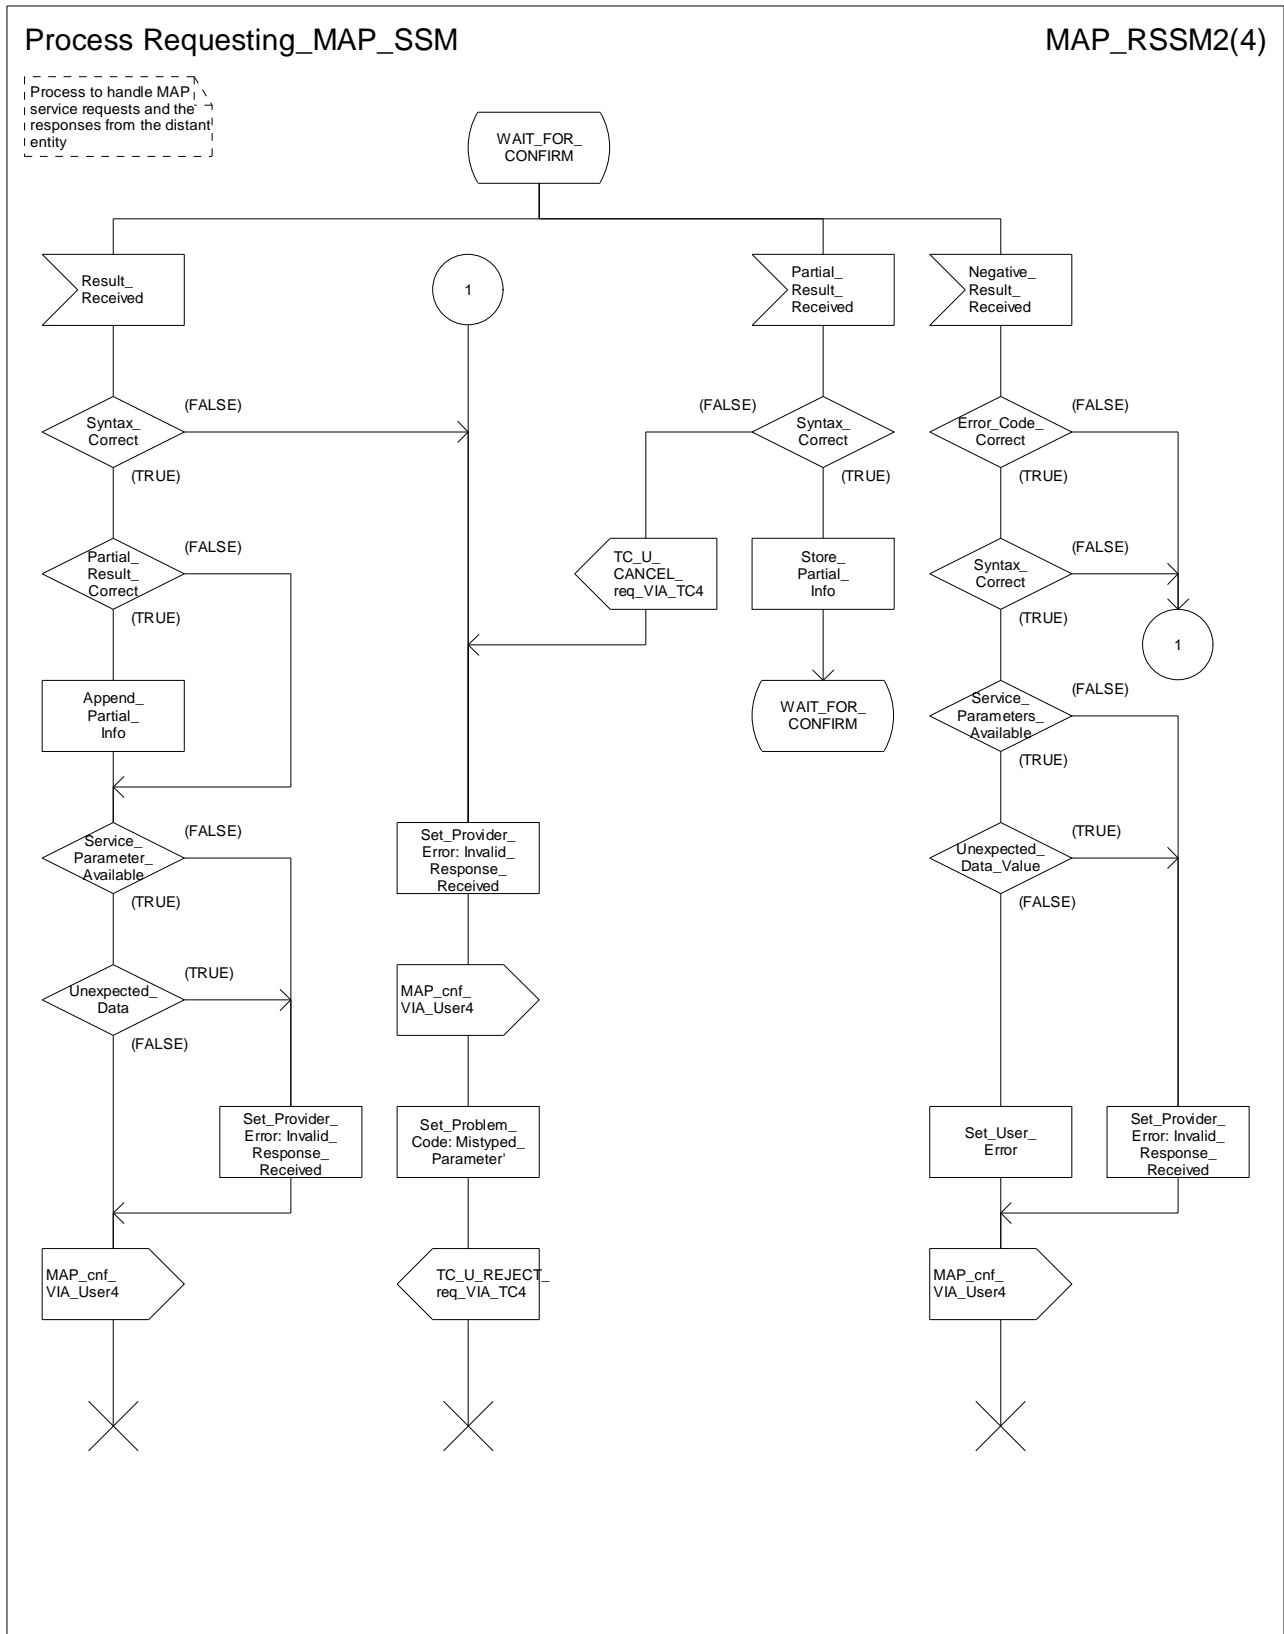 Process Requesting_MAP_SSM
MAP_RSSM2(4)
Process to handle MAP
service requests and the
responses from the distant
entity
WAIT_FOR_
CONFIRM
Result_
Received
1
Partial_
Result_
Received
Negative_
Result_
Received
Syntax_
Correct
(FALSE)
(TRUE)
(FALSE)
Syntax_
Correct
(TRUE)
Error_Code_
Correct
(FALSE)
(TRUE)
Partial_
Result_
Correct
(FALSE)
(TRUE)
TC_U_
CANCEL_
req_VIA_TC4
Store_
Partial_
Info
Syntax_
Correct
(FALSE)
(TRUE)
1
Append_
Partial_
Info
WAIT_FOR_
CONFIRM
Service_
Parameters_
Available
(FALSE)
(TRUE)
Service_
Parameter_
Available
(FALSE)
(TRUE)
Set_Provider_
Error: Invalid_
Response_
Received
Unexpected_
Data_Value
(TRUE)
(FALSE)
Unexpected_
Data
(TRUE)
(FALSE)
MAP_cnf_
VIA_User4
Set_Provider_
Error: Invalid_
Response_
Received
Set_Problem_
Code: Mistyped_
Parameter'
Set_User_
Error
Set_Provider_
Error: Invalid_
Response_
Received
MAP_cnf_
VIA_User4
TC_U_REJECT_
req_VIA_TC4
MAP_cnf_
VIA_User4